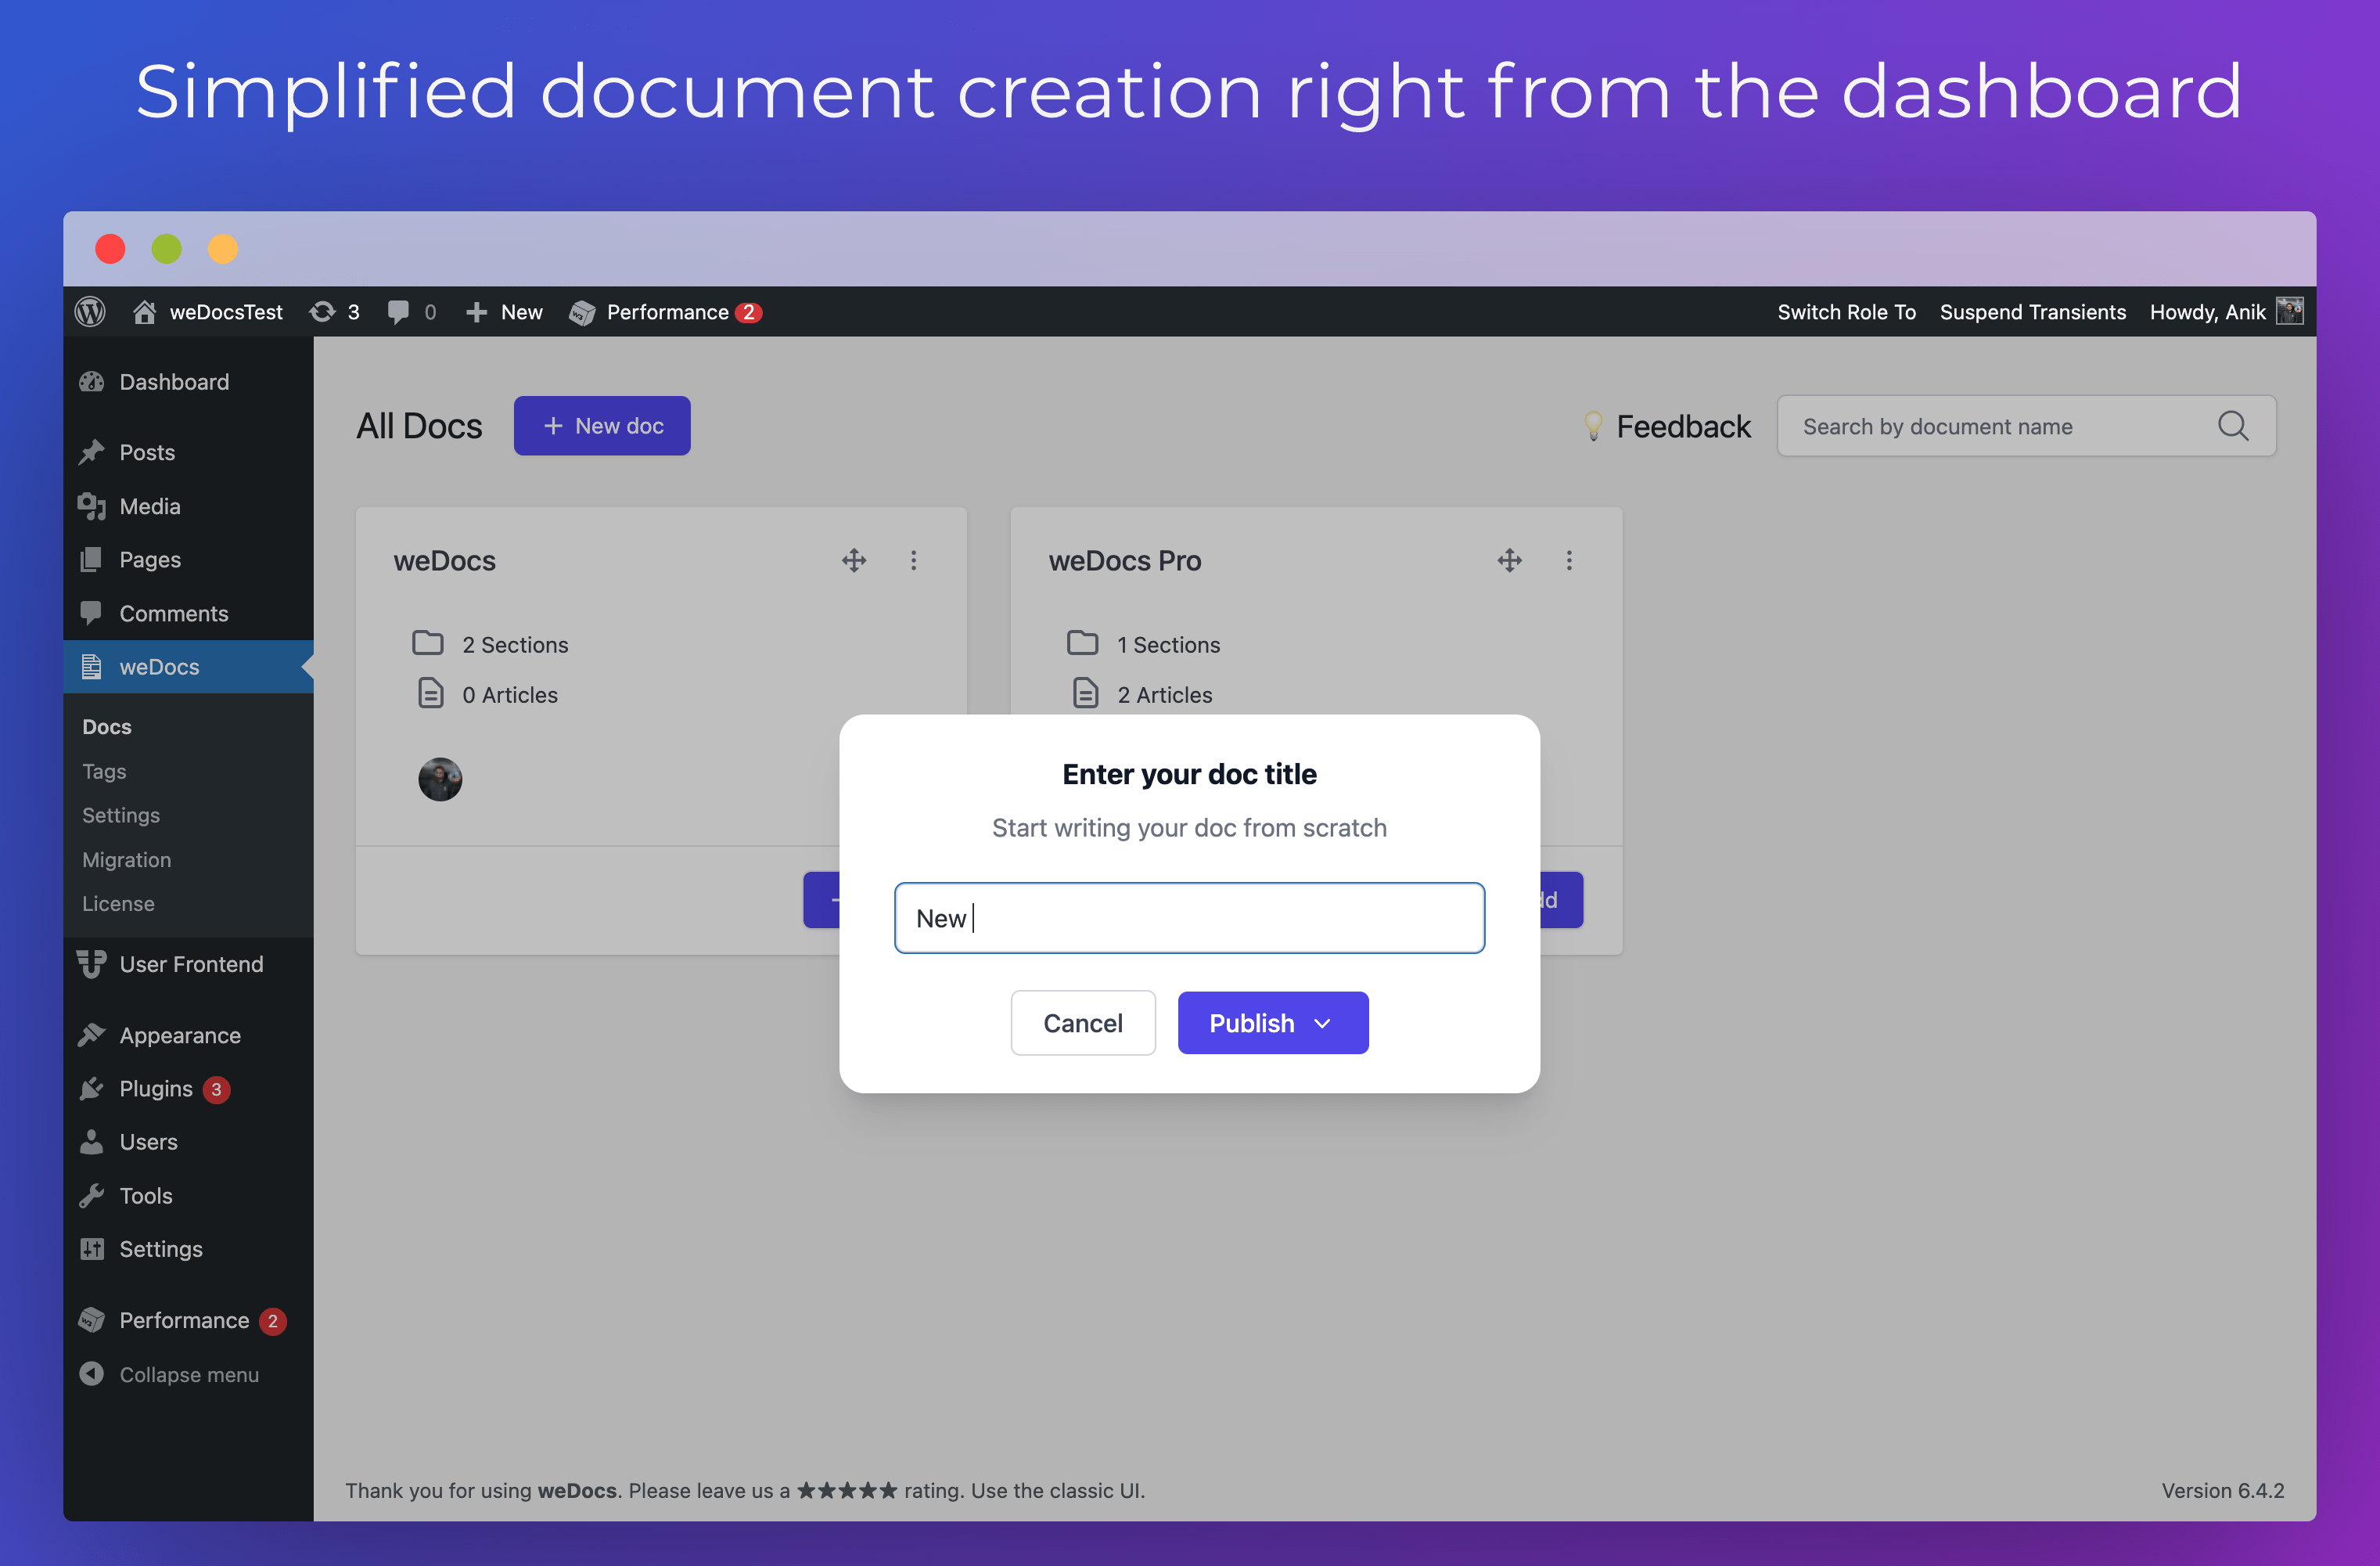 Simplified document creation right from the dashboard
weDocsTest 3 0 New Performance 2 Switch Role To Suspend Transients Howdy, Anik
Dashboard
Posts
Media
Pages
Comments
weDocs
Docs
Tags
Settings
Migration
License
User Frontend
Appearance
Plugins 3
Users
Tools
Settings
Performance 2
Collapse menu
All Docs
+ New doc
Feedback
Search by document name
weDocs
2 Sections
0 Articles
weDocs Pro
1 Sections
2 Articles
Enter your doc title
Start writing your doc from scratch
New
Cancel
Publish
Thank you for using weDocs. Please leave us a ★★★★★ rating. Use the classic UI.
Version 6.4.2